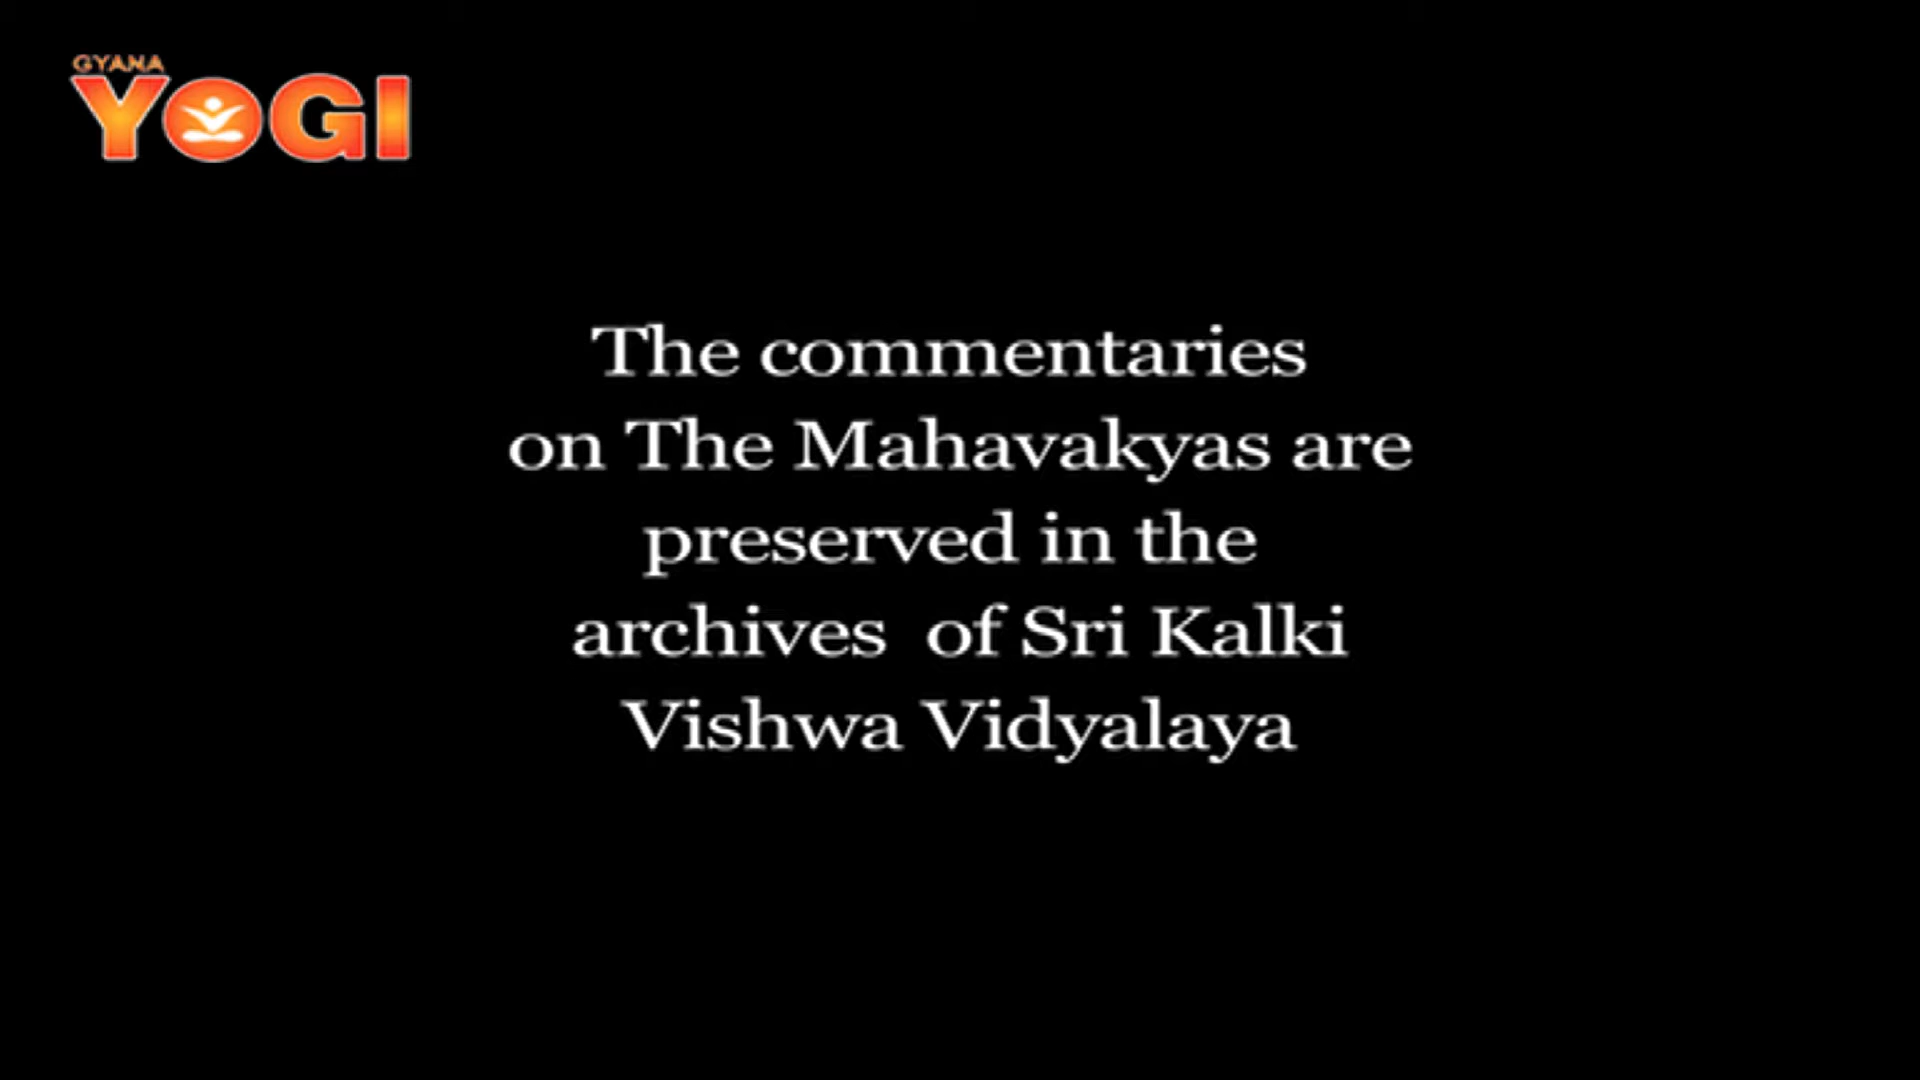 GYANA
YOGI
The commentaries
on The Mahavakyas are
preserved in the
archives  of Sri Kalki
Vishwa Vidyalaya